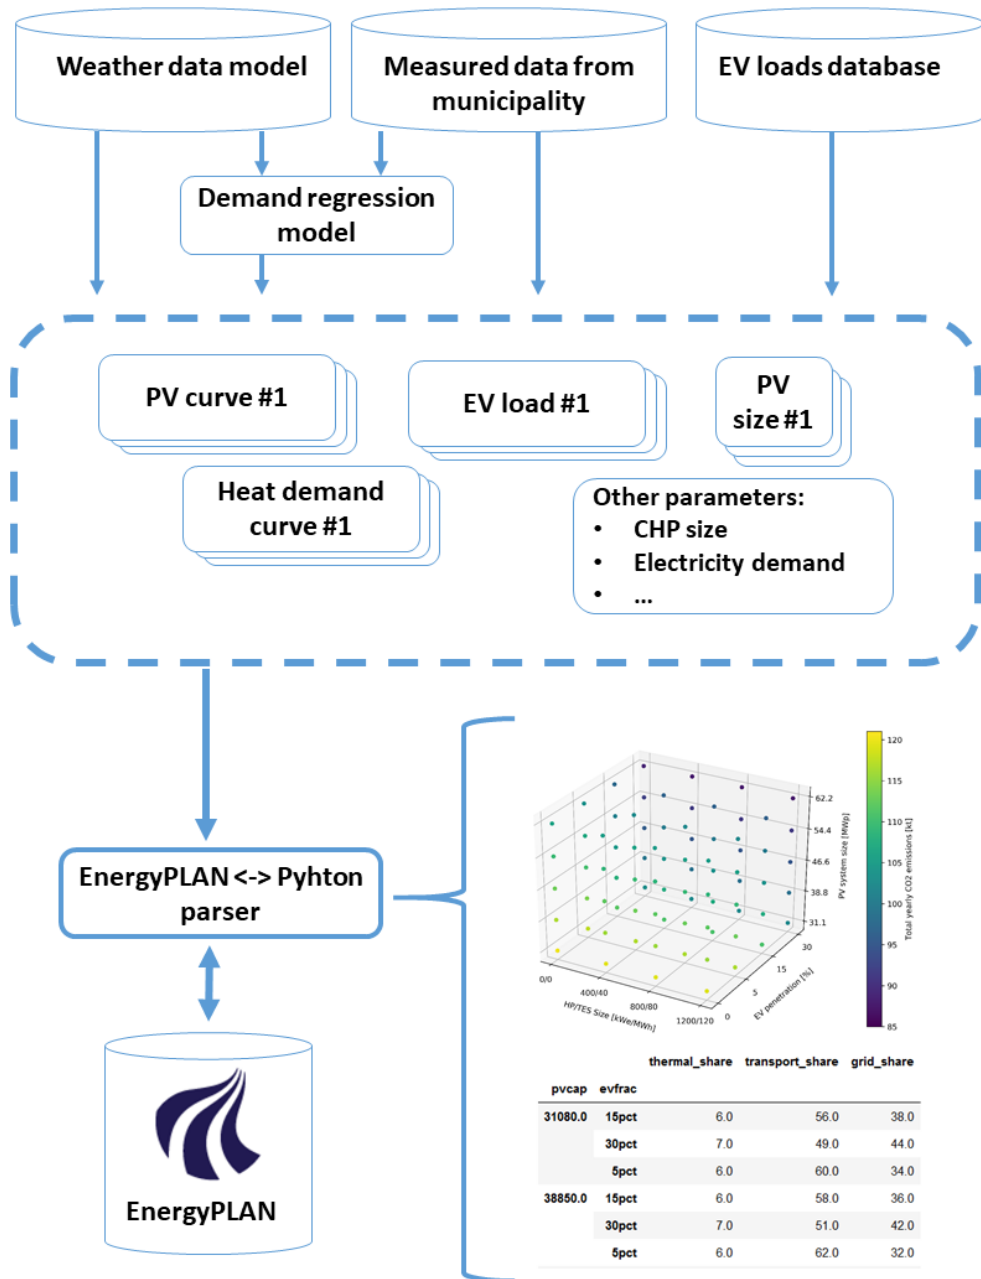 Weather data model
Measured data from
municipality
EV loads database
Demand regression
model
PV curve #1
EV load #1
PV
size #1
Heat demand
curve #1
Other parameters:
• CHP size
• Electricity demand
• ...
EnergyPLAN <-> Pyhton
parser
EnergyPLAN
62.2
54.4
46.6
38.8
31.1
PV system size [MWp]
30
15
5
0
EV penetration [%]
0/0
400/40
800/80
1200/120
HP/TES Size [kWe/MWh]
120
115
110
105
100
95
90
85
Total yearly CO2 emissions [kt]
thermal_share transport_share grid_share
pvcap evfrac
31080.0 15pct 6.0 56.0 38.0
30pct 7.0 49.0 44.0
5pct 6.0 60.0 34.0
38850.0 15pct 6.0 58.0 36.0
30pct 7.0 51.0 42.0
5pct 6.0 62.0 32.0